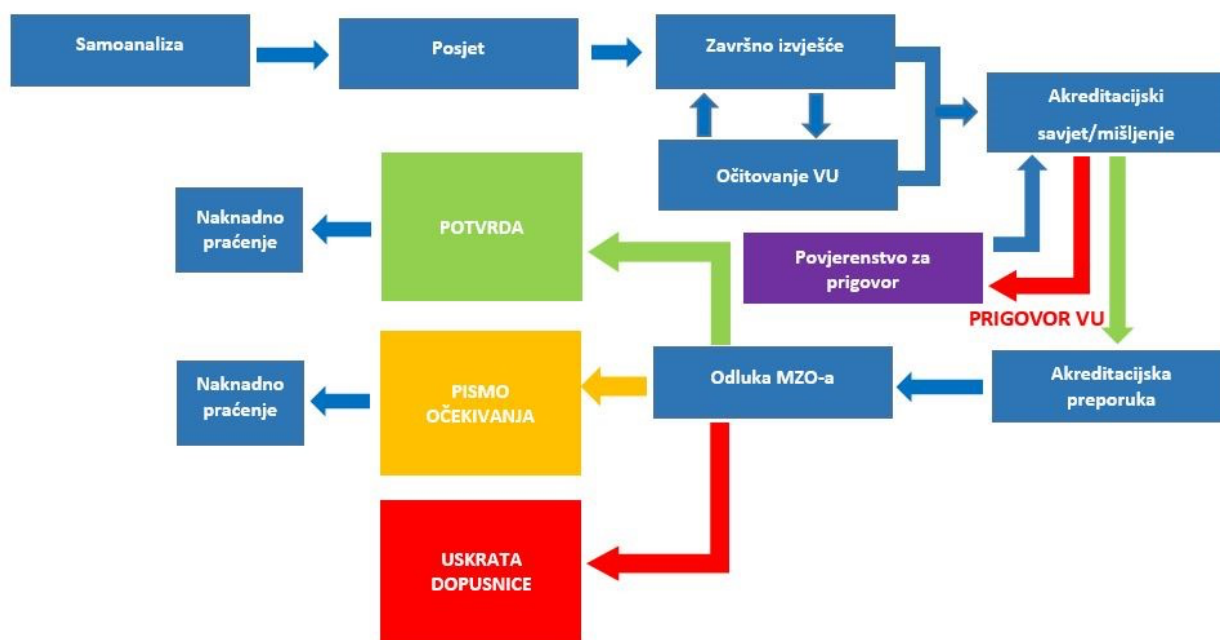 Samoanaliza
Posjet
Završno izvješće
Akreditacijski
savjet/mišljenje
Očitovanje VU
Naknadno
praćenje
POTVRDA
Povjerenstvo za
prigovor
PRIGOVOR VU
Naknadno
praćenje
PISMO
OČEKIVANJA
Odluka MZO-a
Akreditacijska
preporuka
USKRATA
DOPUSNICE